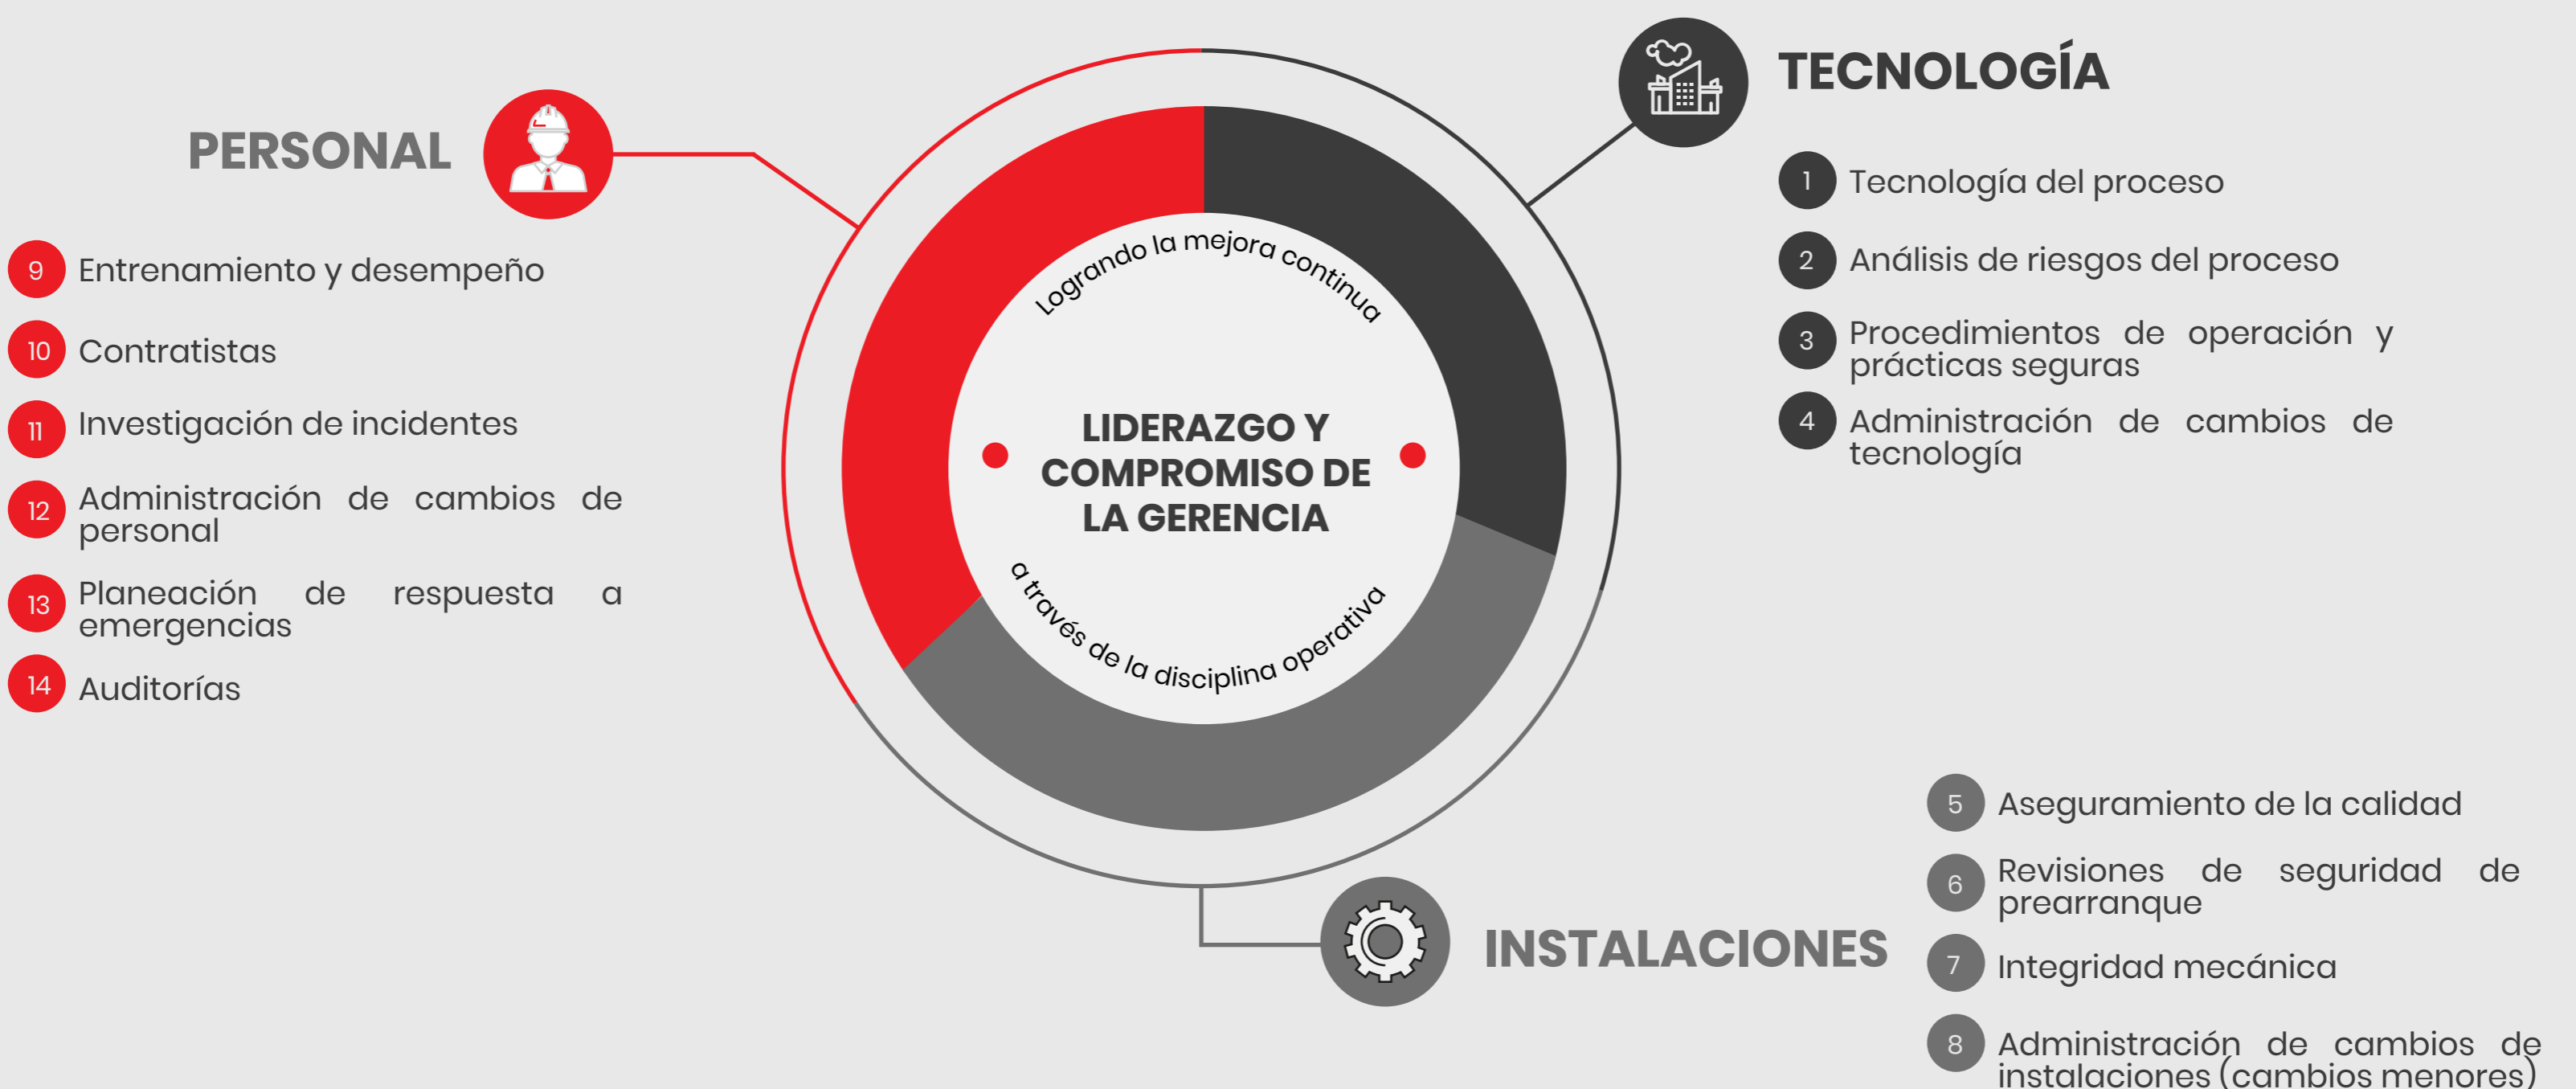 PERSONAL
9 Entrenamiento y desempeño
10 Contratistas
11 Investigación de incidentes
12 Administración de cambios de
personal
13 Planeación de respuesta a
emergencias
14 Auditorías
Logrando la mejora continua
LIDERAZGO Y
COMPROMISO DE
LA GERENCIA
a través de la disciplina operativa
TECNOLOGÍA
1 Tecnología del proceso
2 Análisis de riesgos del proceso
3 Procedimientos de operación y
prácticas seguras
4 Administración de cambios de
tecnología
INSTALACIONES
5 Aseguramiento de la calidad
6 Revisiones de seguridad de
prearranque
7 Integridad mecánica
8 Administración de cambios de
instalaciones (cambios menores)